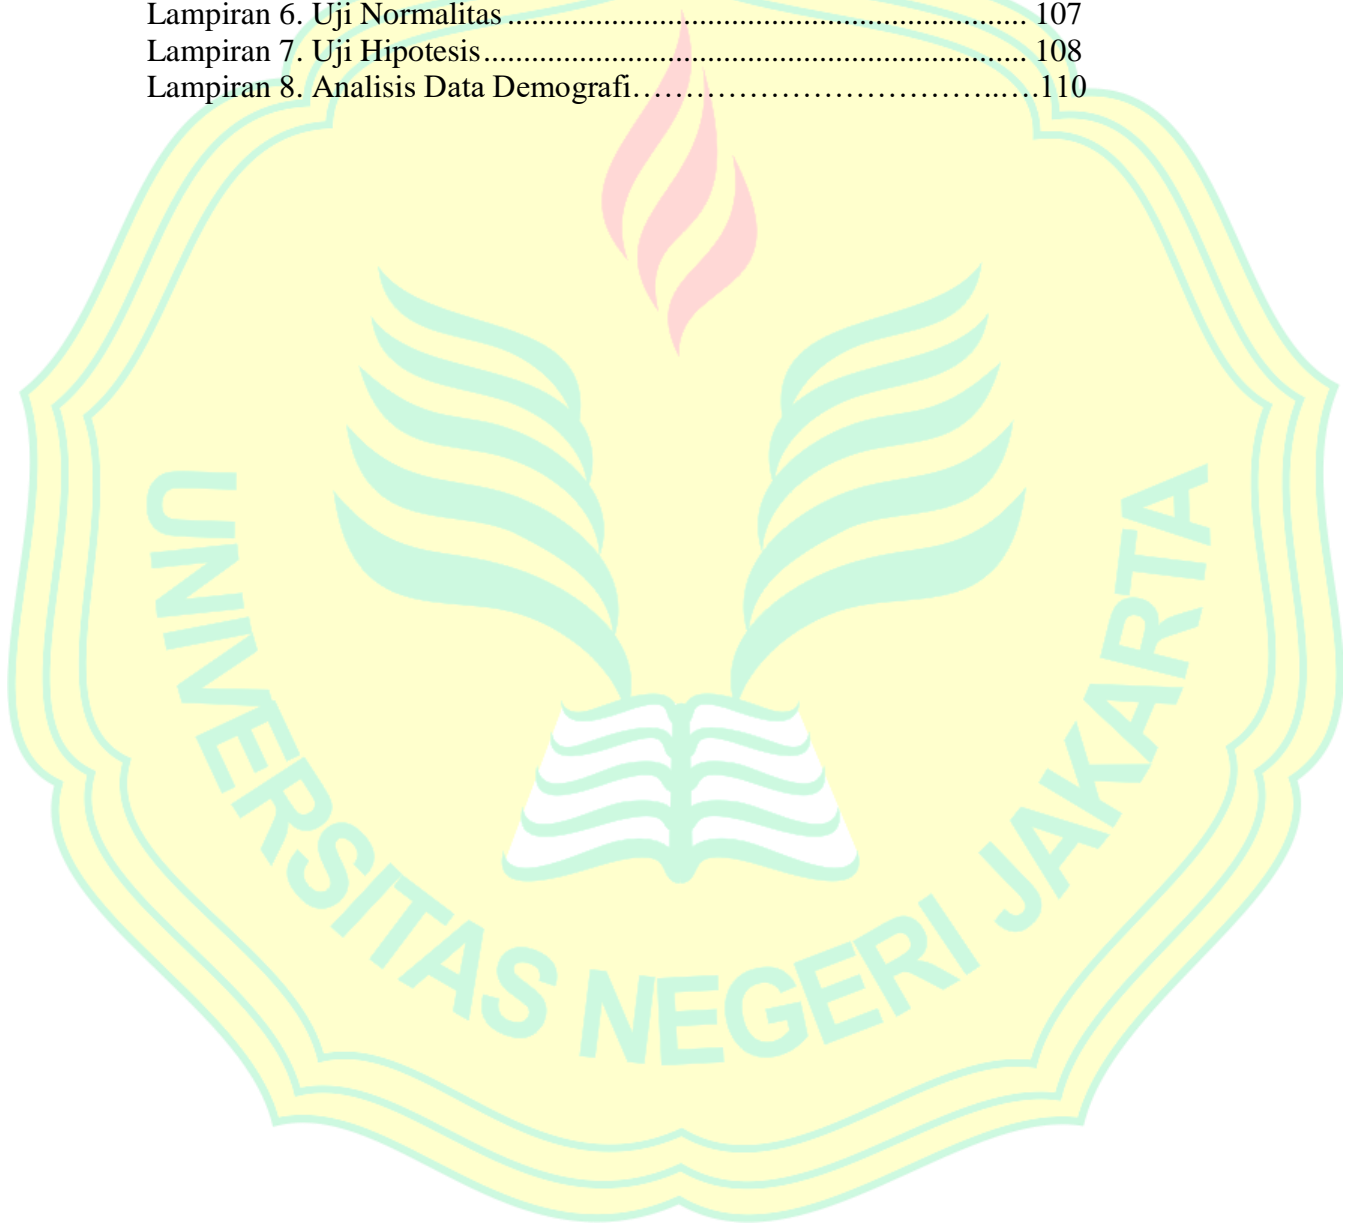 Lampiran 6. Uji Normalitas.................................................................. 107
Lampiran 7. Uji Hipotesis..................................................................... 108
Lampiran 8. Analisis Data Demografi……………………………..…110
UNIVERSITAS NEGERI JAKARTA